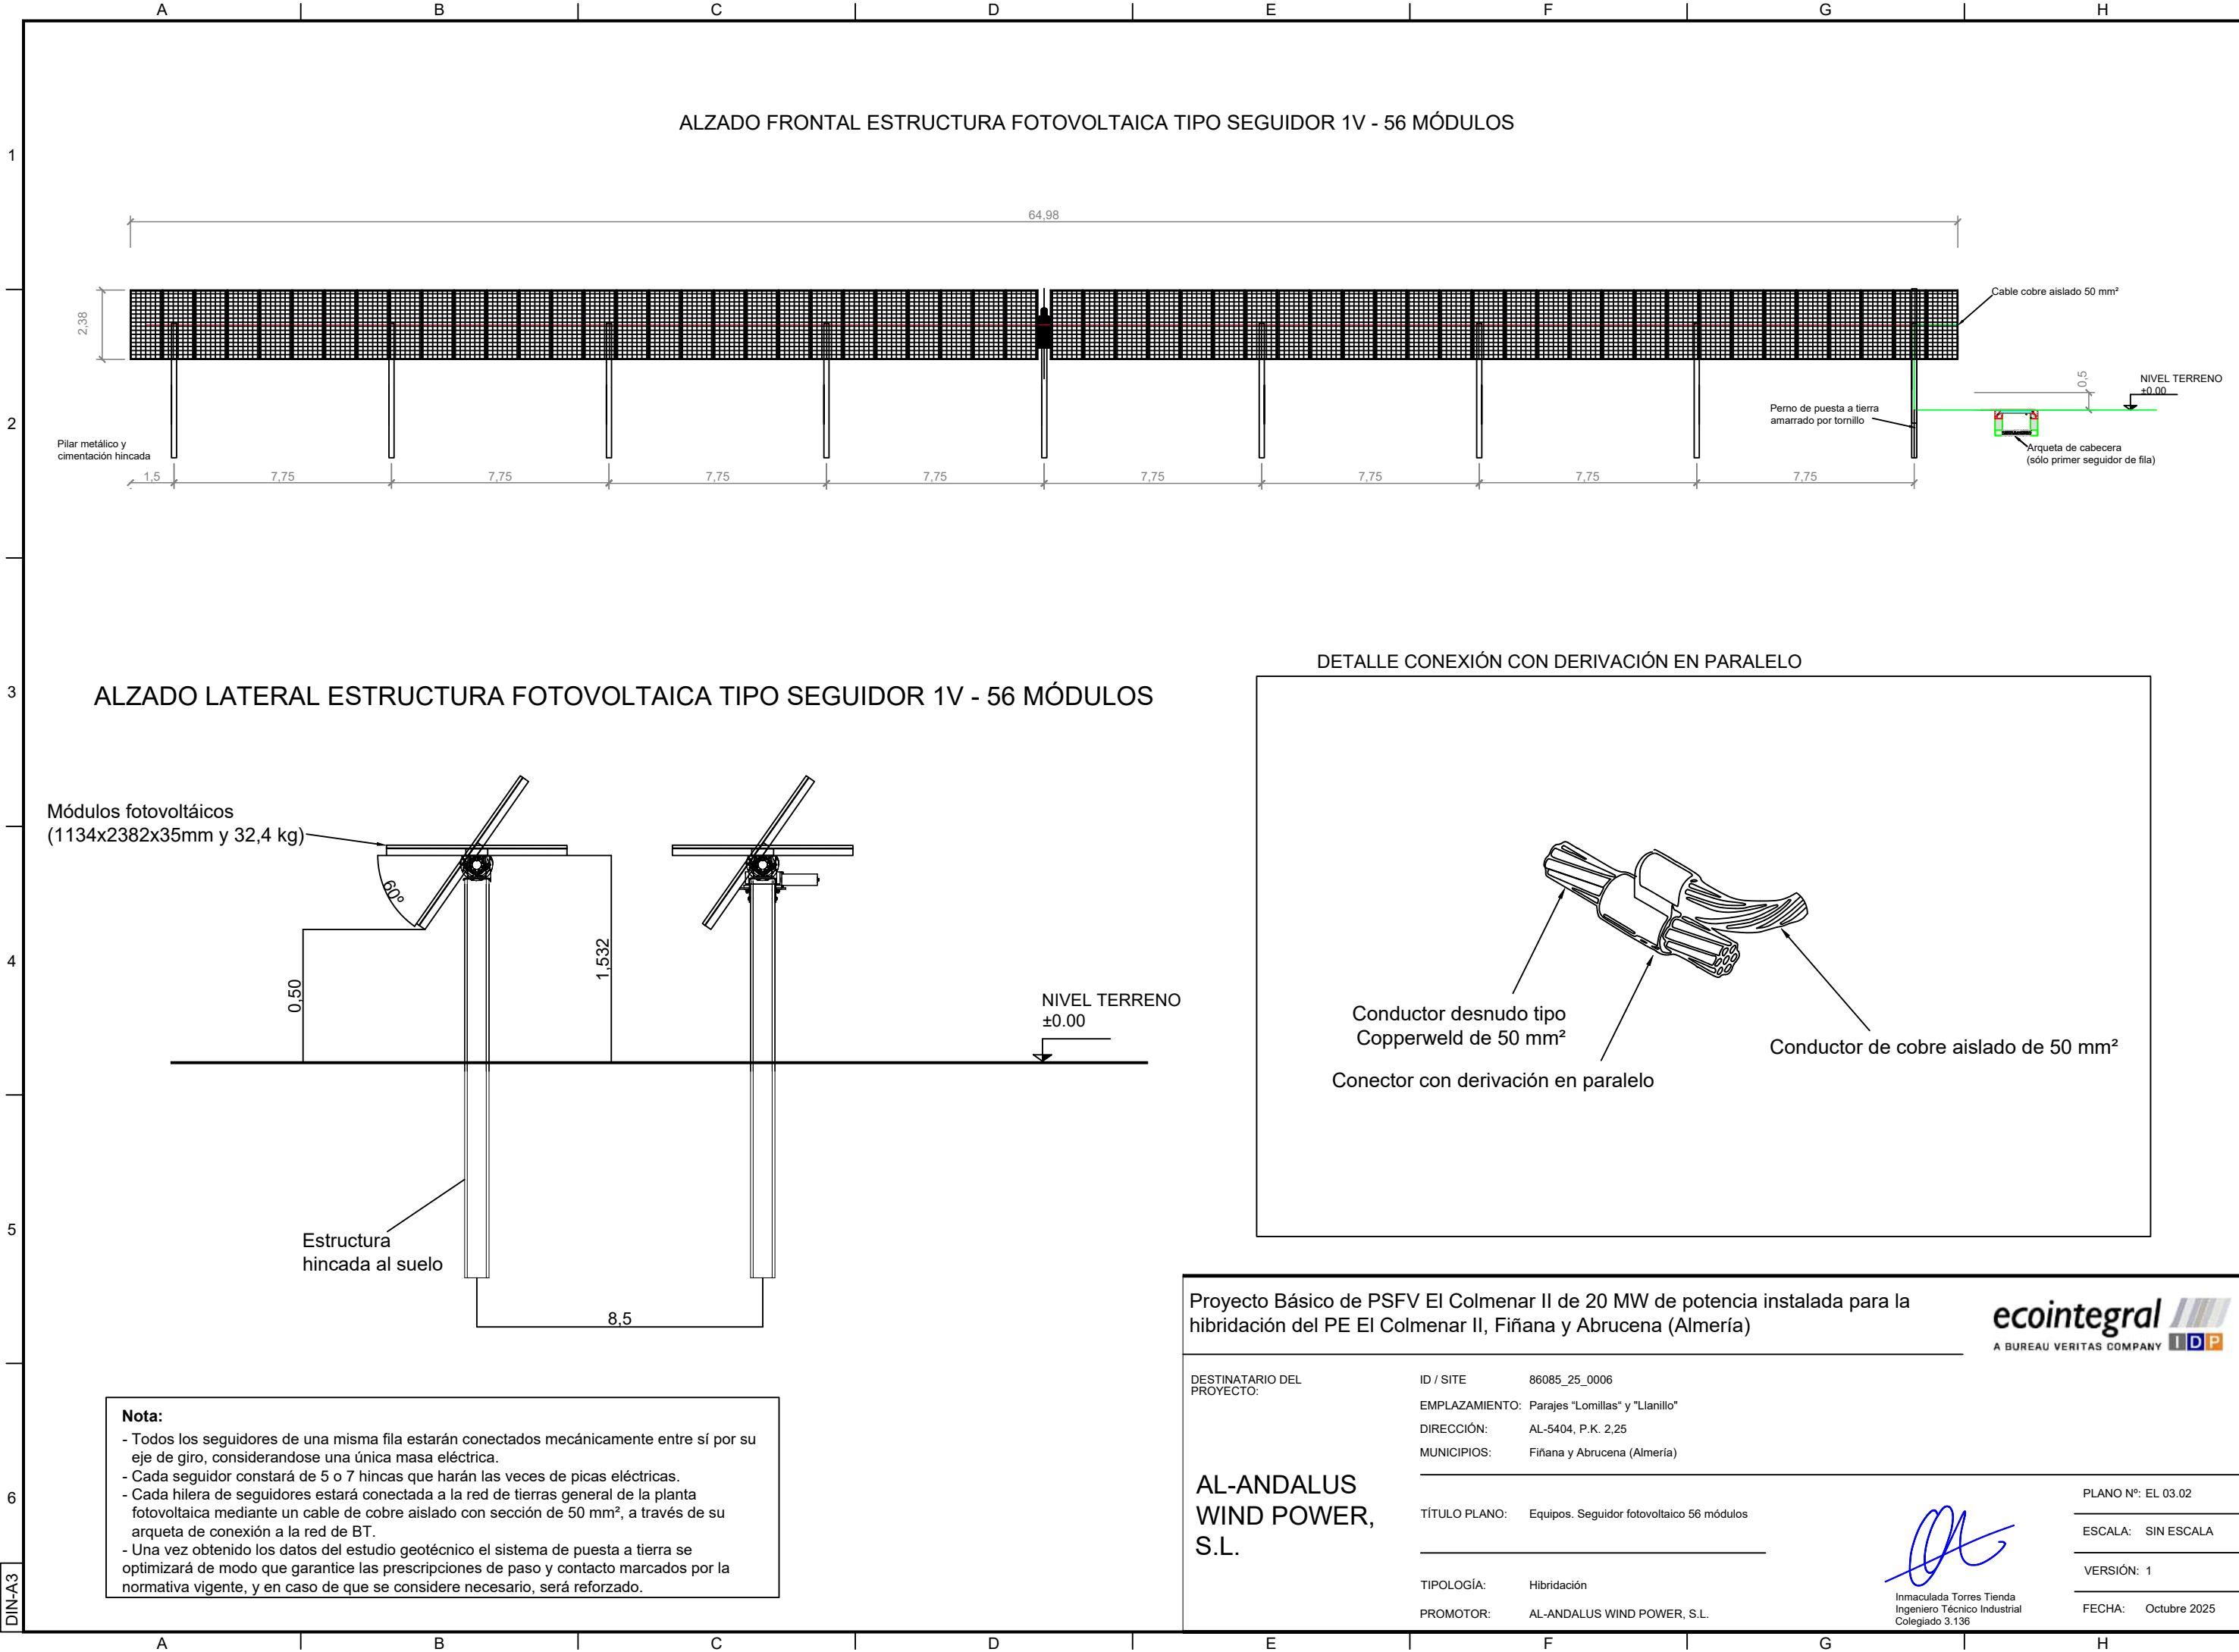 A B C D E F G H
ALZADO FRONTAL ESTRUCTURA FOTOVOLTAICA TIPO SEGUIDOR 1V - 56 MÓDULOS
1
64,98
2,38
Cable cobre aislado 50 mm²
0,5
NIVEL TERRENO
±0.00
2
Perno de puesta a tierra
amarrado por tornillo
Pilar metálico y
cimentación hincada
Arqueta de cabecera
(sólo primer seguidor de fila)
1,5 7,75 7,75 7,75 7,75 7,75 7,75 7,75 7,75
DETALLE CONEXIÓN CON DERIVACIÓN EN PARALELO
3
ALZADO LATERAL ESTRUCTURA FOTOVOLTAICA TIPO SEGUIDOR 1V - 56 MÓDULOS
Módulos fotovoltáicos
(1134x2382x35mm y 32,4 kg)
60º
4
1,532
0,50
NIVEL TERRENO
±0.00
Conductor desnudo tipo
Copperweld de 50 mm²
Conductor de cobre aislado de 50 mm²
Conector con derivación en paralelo
5
Estructura
hincada al suelo
8,5
Nota:
- Todos los seguidores de una misma fila estarán conectados mecánicamente entre sí por su
eje de giro, considerandose una única masa eléctrica.
- Cada seguidor constará de 5 o 7 hincas que harán las veces de picas eléctricas.
- Cada hilera de seguidores estará conectada a la red de tierras general de la planta
fotovoltaica mediante un cable de cobre aislado con sección de 50 mm², a través de su
arqueta de conexión a la red de BT.
- Una vez obtenido los datos del estudio geotécnico el sistema de puesta a tierra se
optimizará de modo que garantice las prescripciones de paso y contacto marcados por la
normativa vigente, y en caso de que se considere necesario, será reforzado.
6
DIN-A3
Proyecto Básico de PSFV El Colmenar II de 20 MW de potencia instalada para la
hibridación del PE El Colmenar II, Fiñana y Abrucena (Almería)
ecointegral
A BUREAU VERITAS COMPANY IDP
DESTINATARIO DEL
PROYECTO:
AL-ANDALUS
WIND POWER,
S.L.
ID / SITE 86085_25_0006
EMPLAZAMIENTO: Parajes “Lomillas“ y "Llanillo"
DIRECCIÓN: AL-5404, P.K. 2,25
MUNICIPIOS: Fiñana y Abrucena (Almería)
TÍTULO PLANO: Equipos. Seguidor fotovoltaico 56 módulos
TIPOLOGÍA: Hibridación
PROMOTOR: AL-ANDALUS WIND POWER, S.L.
Inmaculada Torres Tienda
Ingeniero Técnico Industrial
Colegiado 3.136
PLANO Nº: EL 03.02
ESCALA: SIN ESCALA
VERSIÓN: 1
FECHA: Octubre 2025
A B C D E F G H